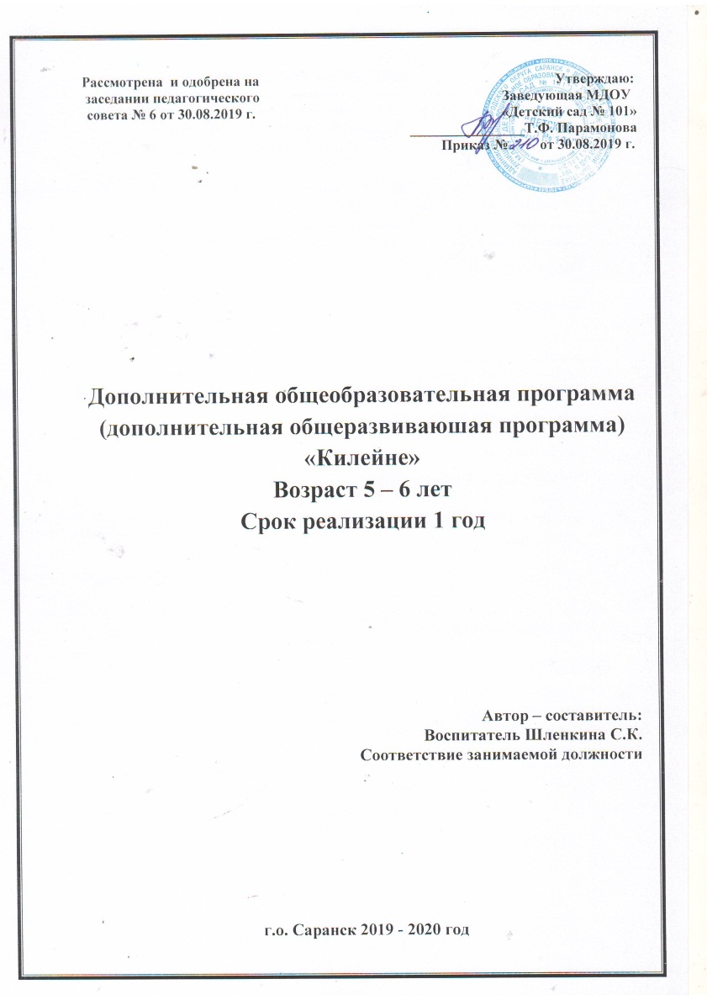 Рассмотрена и одобрена на
заседании педагогического
совета № 6 от 30.08.2019 г.
Утверждаю:
Заведующая МДОУ
«Детский сад № 101»
Т.Ф. Парамонова
Приказ № 210 от 30.08.2019 г.
Дополнительная общеобразовательная программа
(дополнительная общеразвиваюшая программа)
«Килейне»
Возраст 5 – 6 лет
Срок реализации 1 год
Автор – составитель:
Воспитатель Шленкина С.К.
Соответствие занимаемой должности
г.о. Саранск 2019 - 2020 год